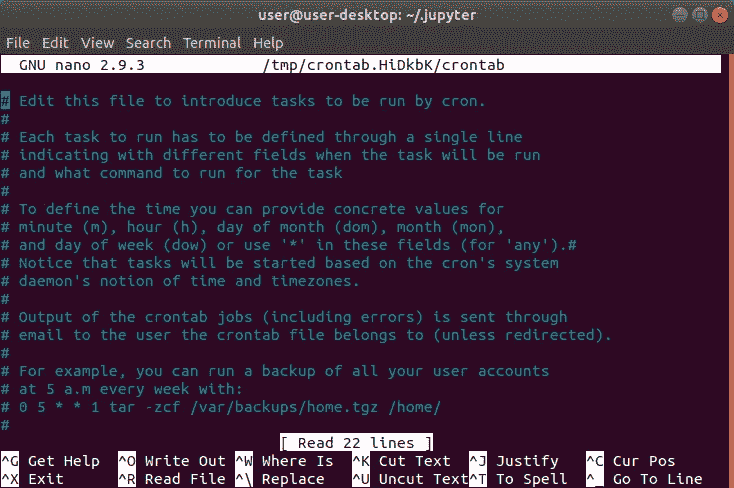 user@user-desktop: ~/.jupyter
File Edit View Search Terminal Help
GNU nano 2.9.3 /tmp/crontab.HiDkbK/crontab
# Edit this file to introduce tasks to be run by cron.
#
# Each task to run has to be defined through a single line
# indicating with different fields when the task will be run
# and what command to run for the task
#
# To define the time you can provide concrete values for
# minute (m), hour (h), day of month (dom), month (mon),
# and day of week (dow) or use '*' in these fields (for 'any').#
# Notice that tasks will be started based on the cron's system
# daemon's notion of time and timezones.
#
# Output of the crontab jobs (including errors) is sent through
# email to the user the crontab file belongs to (unless redirected).
#
# For example, you can run a backup of all your user accounts
# at 5 a.m every week with:
# 0 5 * * 1 tar -zcf /var/backups/home.tgz /home/
#
[ Read 22 lines ]
^G Get Help ^O Write Out ^W Where Is ^K Cut Text ^J Justify ^C Cur Pos
^X Exit ^R Read File ^\ Replace ^U Uncut Text ^T To Spell ^_ Go To Line